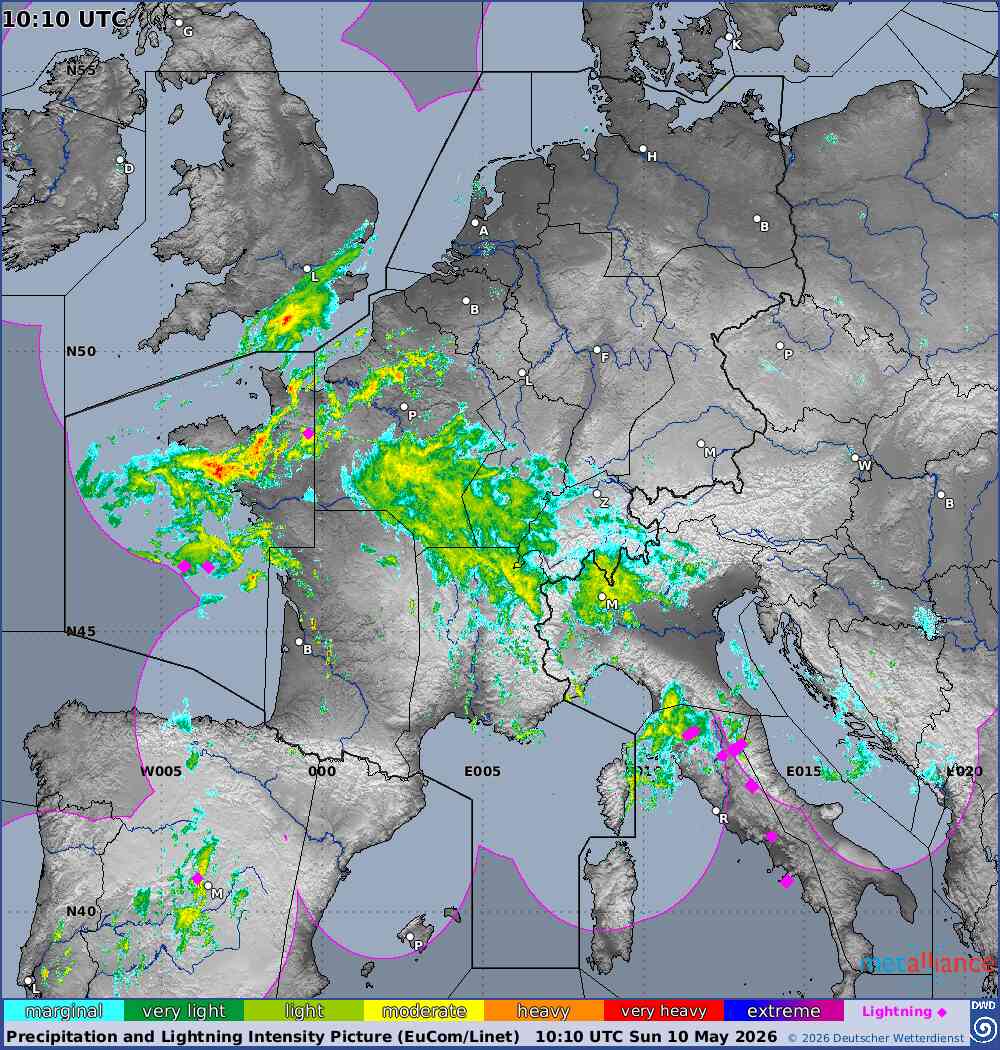 10:10 UTC
G
K
N55
D
H
A
B
L
B
N50
P
F
L
P
M
W
Z
B
M
N45
B
W005
000
E005
E015
E020
R
M
N40
P
L
metalliance
marginal very light light moderate heavy very heavy extreme Lightning
DWD
Precipitation and Lightning Intensity Picture (EuCom/Linet) 10:10 UTC Sun 10 May 2026 © 2026 Deutscher Wetterdienst